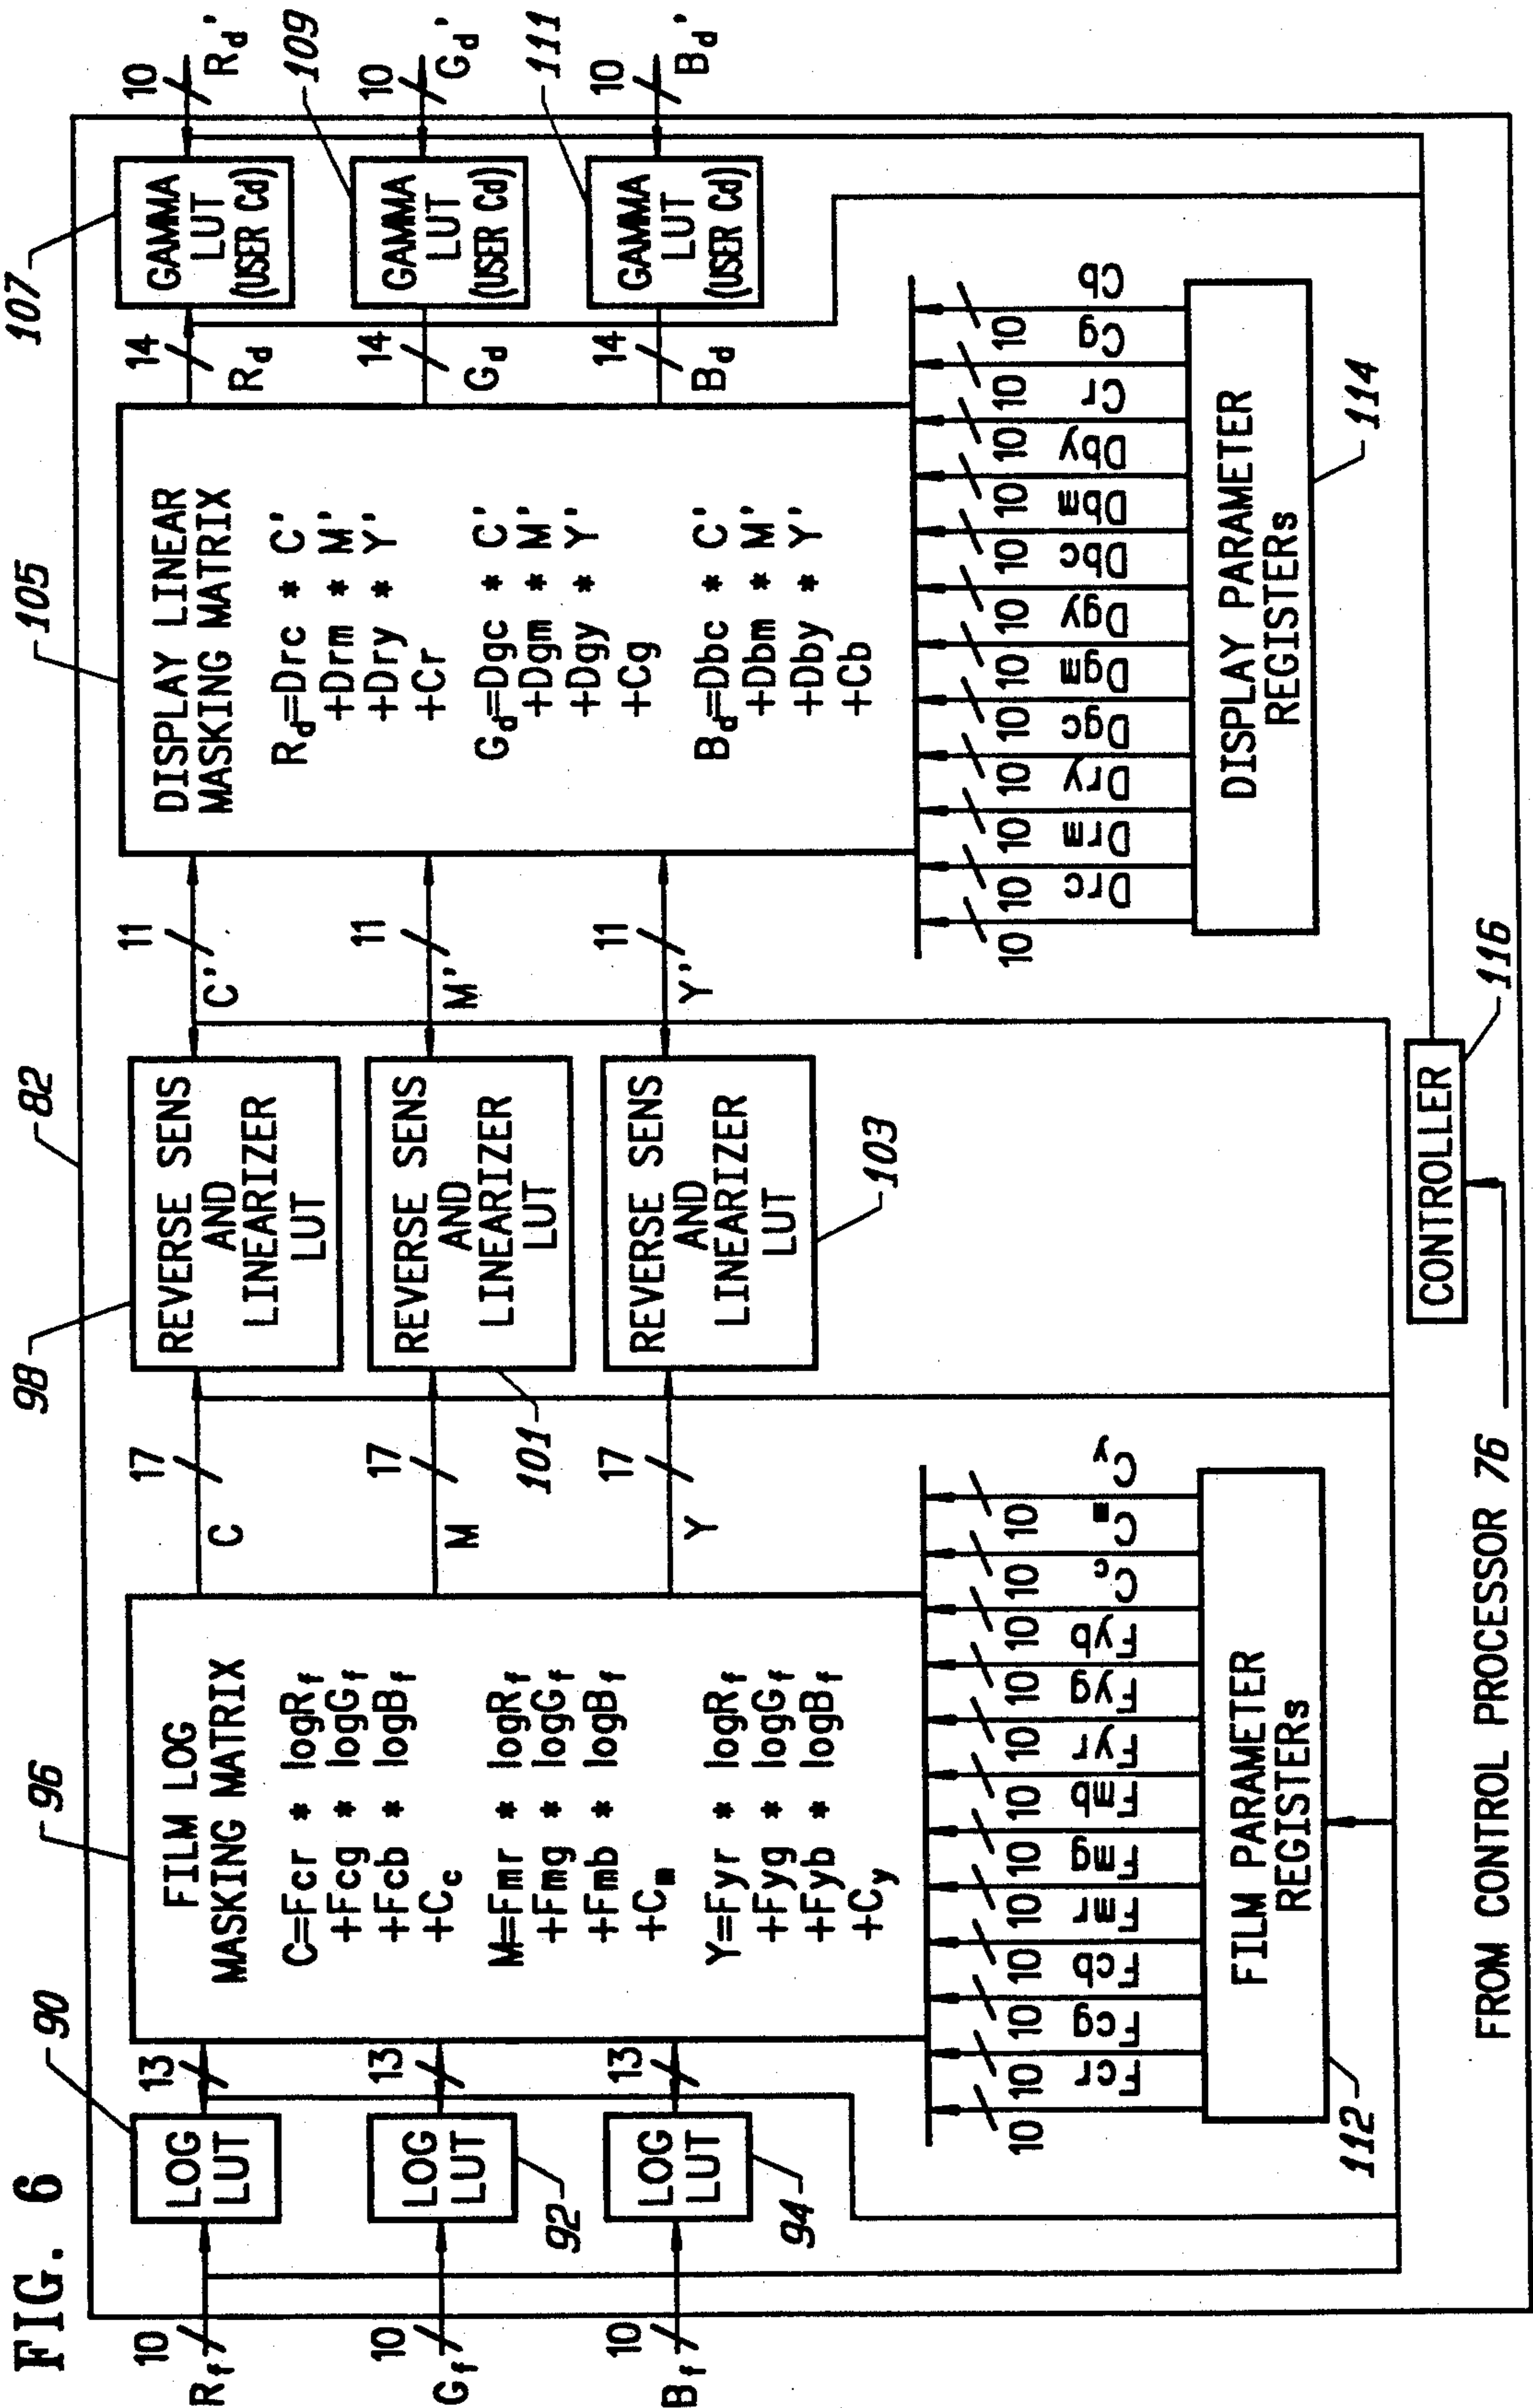 FIG. 6
82
90
96
98
105
107
10
Rf
LOG
LUT
13
10
Gf
LOG
LUT
92
13
10
Bf
LOG
LUT
94
13
FILM LOG
MASKING MATRIX
C=Fcr * logRf
+Fcg * logGf
+Fcb * logBf
+Cc
M=Fmr * logRf
+Fmg * logGf
+Fmb * logBf
+Cm
Y=Fyr * logRf
+Fyg * logGf
+Fyb * logBf
+Cy
17
C
17
M
17
Y
REVERSE SENS
AND
LINEARIZER
LUT
REVERSE SENS
AND
LINEARIZER
LUT
101
REVERSE SENS
AND
LINEARIZER
LUT
103
11
C'
11
M'
11
Y'
DISPLAY LINEAR
MASKING MATRIX
Rd=Drc * C'
+Drm * M'
+Dry * Y'
+Cr
Gd=Dgc * C'
+Dgm * M'
+Dgy * Y'
+Cg
Bd=Dbc * C'
+Dbm * M'
+Dby * Y'
+Cb
14
Rd
14
Gd
14
Bd
GAMMA
LUT
(USER Cd)
10
Rd'
GAMMA
LUT
(USER Cd)
109
10
Gd'
GAMMA
LUT
(USER Cd)
111
10
Bd'
10 10 10 10 10 10 10 10 10 10 10 10
Fcr Fcg Fcb Fmr Fmg Fmb Fyr Fyg Fyb Cc Cm Cy
FILM PARAMETER
REGISTERs
112
10 10 10 10 10 10 10 10 10 10 10 10
Drc Drm Dry Dgc Dgm Dgy Dbc Dbm Dby Cr Cg Cb
DISPLAY PARAMETER
REGISTERs
114
CONTROLLER
116
FROM CONTROL PROCESSOR 76